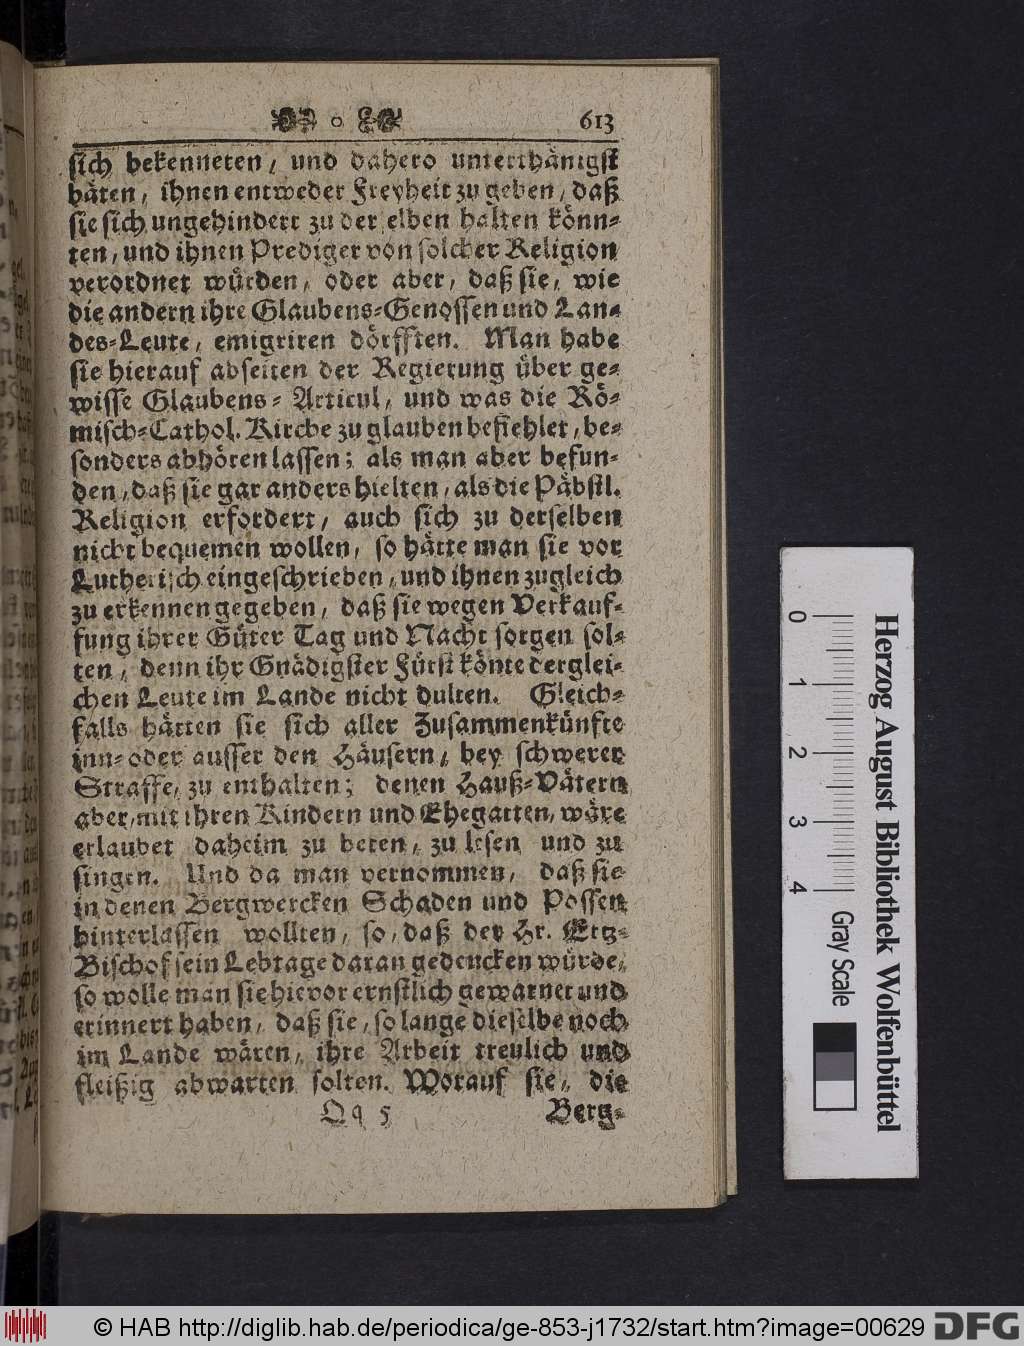 613
sich bekenneten, und dahero unterthänigst
bäten, ihnen entweder Freyheit zu geben, daß
sie sich ungehindert zu der elben halten könn-
ten, und ihnen Prediger von solcher Religion
verordnet würden, oder aber, daß sie, wie
die andern ihre Glaubens-Genossen und Lan-
des-Leute, emigriren dörfften. Man habe
sie hierauf abseiten der Regierung über ge-
wisse Glaubens-Articul, und was die Rö-
misch-Cathol. Kirche zu glauben befiehlet, be-
sonders abhören lassen; als man aber befun-
den, daß sie gar anders hielten, als die Päbstl.
Religion erfordert, auch sich zu derselben
nicht bequemen wollen, so hätte man sie vor
Lutherisch eingeschrieben, und ihnen zugleich
zu erkennen gegeben, daß sie wegen Verkauf-
fung ihrer Güter Tag und Nacht sorgen sol-
ten, denn ihr Gnädigster Fürst könte derglei-
chen Leute im Lande nicht dulten. Gleich-
falls hätten sie sich aller Zusammenkünfte
inn- oder ausser den Häusern, bey schwerer
Straffe, zu enthalten; denen Hauß-Vätern
aber, mit ihren Kindern und Ehegatten, wäre
erlaubet daheim zu beten, zu lesen und zu
singen. Und da man vernommen, daß sie
in denen Bergwercken Schaden und Possen
hinterlassen wollten, so, daß der Hr. Ertz-
Bischof sein Lebtage daran gedencken würde,
so wolle man sie hievor ernstlich gewarnet und
erinnert haben, daß sie, so lange dieselbe noch
im Lande wären, ihre Arbeit treulich und
fleißig abwarten solten. Worauf sie, die
Qq 5 Berg-
Herzog August Bibliothek Wolfenbüttel
0 1 2 3 4 Gray Scale
© HAB http://diglib.hab.de/periodica/ge-853-j1732/start.htm?image=00629 DFG